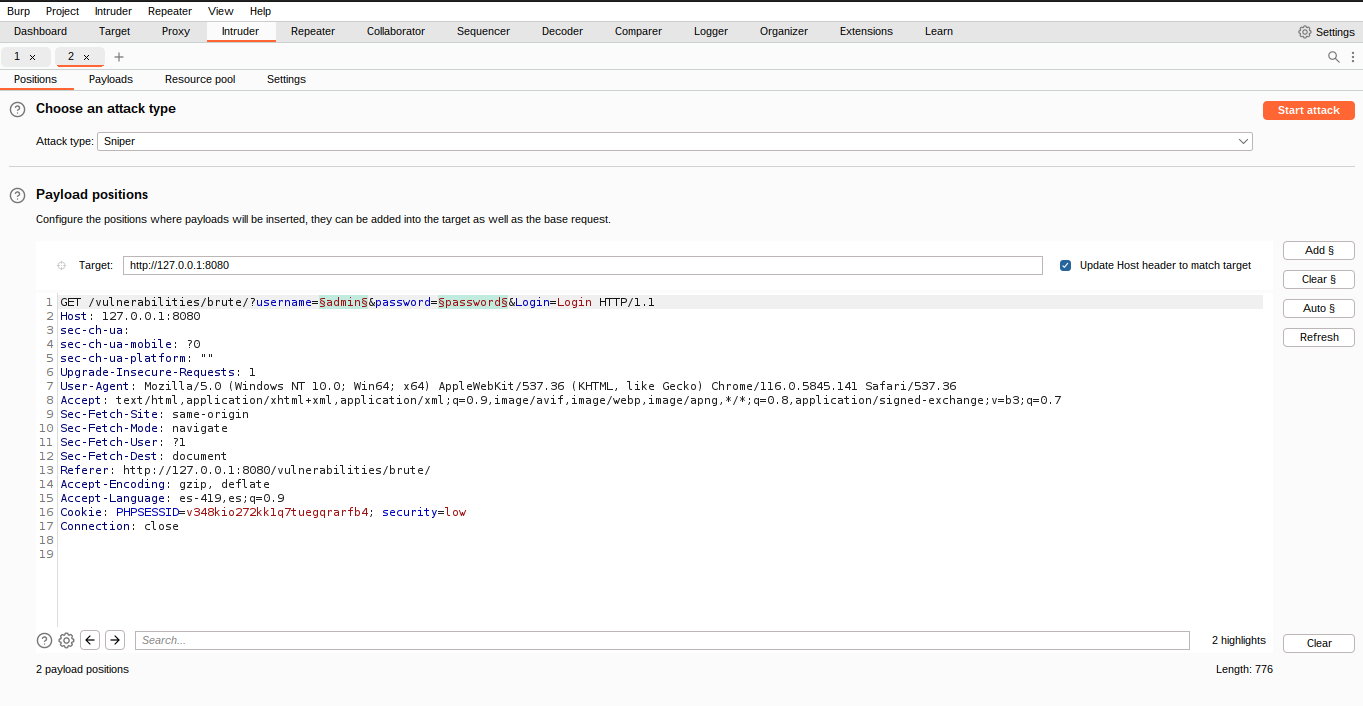 Burp Project Intruder Repeater View Help
Dashboard Target Proxy Intruder Repeater Collaborator Sequencer Decoder Comparer Logger Organizer Extensions Learn Settings
1 × 2 × +
Positions Payloads Resource pool Settings
? Choose an attack type Start attack
Attack type: Sniper
? Payload positions
Configure the positions where payloads will be inserted, they can be added into the target as well as the base request.
Add §
Target: http://127.0.0.1:8080 Update Host header to match target
Clear §
1 GET /vulnerabilities/brute/?username=§admin§&password=§password§&Login=Login HTTP/1.1
Auto §
2 Host: 127.0.0.1:8080
3 sec-ch-ua:
Refresh
4 sec-ch-ua-mobile: ?0
5 sec-ch-ua-platform: ""
6 Upgrade-Insecure-Requests: 1
7 User-Agent: Mozilla/5.0 (Windows NT 10.0; Win64; x64) AppleWebKit/537.36 (KHTML, like Gecko) Chrome/116.0.5845.141 Safari/537.36
8 Accept: text/html,application/xhtml+xml,application/xml;q=0.9,image/avif,image/webp,image/apng,*/*;q=0.8,application/signed-exchange;v=b3;q=0.7
9 Sec-Fetch-Site: same-origin
10 Sec-Fetch-Mode: navigate
11 Sec-Fetch-User: ?1
12 Sec-Fetch-Dest: document
13 Referer: http://127.0.0.1:8080/vulnerabilities/brute/
14 Accept-Encoding: gzip, deflate
15 Accept-Language: es-419,es;q=0.9
16 Cookie: PHPSESSID=v348kio272kk1q7tuegqrarfb4; security=low
17 Connection: close
18
19
? Search... 2 highlights Clear
2 payload positions Length: 776